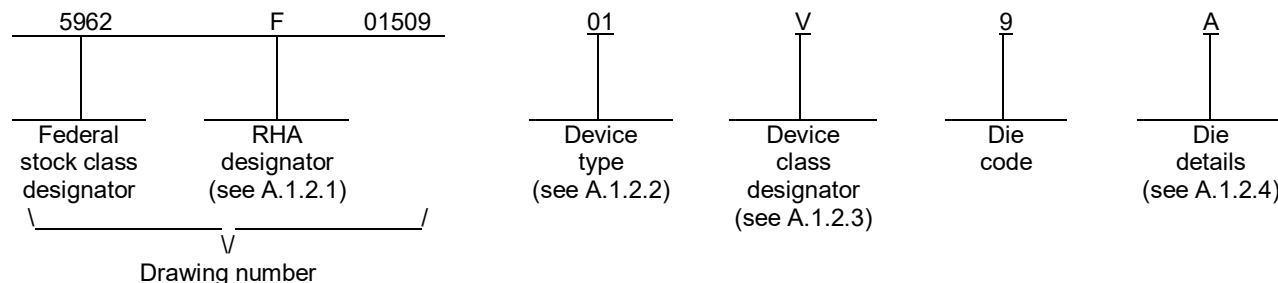 5962 F 01509 01 V 9 A
Federal RHA Device Device Die Die
stock class designator type class code details
designator (see A.1.2.1) (see A.1.2.2) designator (see A.1.2.4)
(see A.1.2.3)
Drawing number